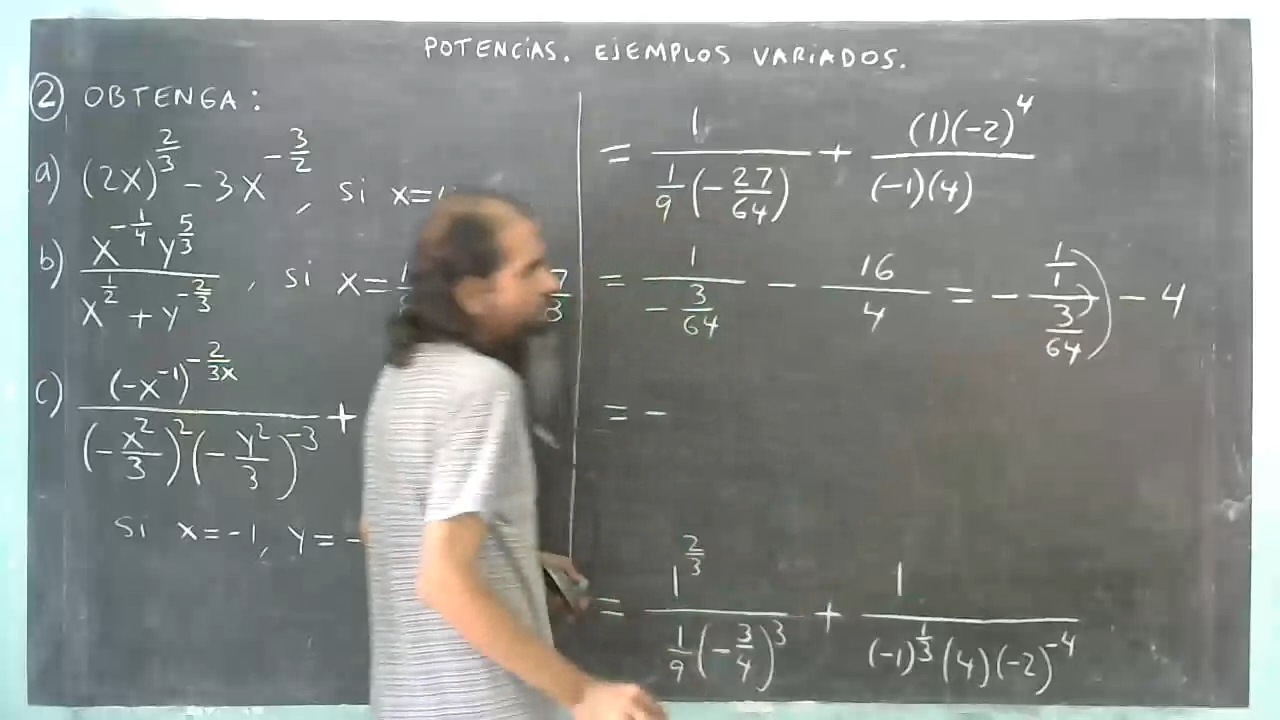 POTENCIAS. EJEMPLOS VARIADOS.
② OBTENGA:
a) (2x)^(2/3) - 3x^(-3/2), si x=
b) (x^(-1/4) y^(5/3)) / (x^(1/2) + y^(-2/3)), si x=
c) (-x^(-1))^(-2/(3x)) / ((-x^2/3)^2 (-y^2/3)^(-3)) +
si x=-1, y=-
= 1 / (1/9 (-27/64)) + (1)(-2)^4 / ((-1)(4))
= 1 / (-3/64) - 16/4 = - (1/1) / (3/64) - 4
= -
= 1^(2/3) / (1/9 (-3/4)^3) + 1 / ((-1)^(1/3) (4)(-2)^(-4))